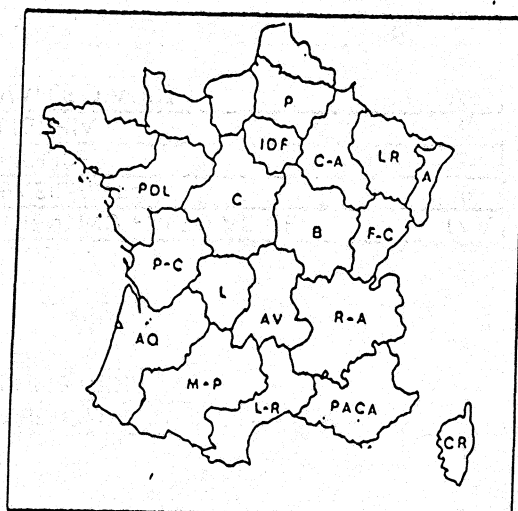 P
IDF
C-A
LR
A
PDL
C
B
F-C
P-C
L
AV
R-A
AQ
M-P
L-R
PACA
CR